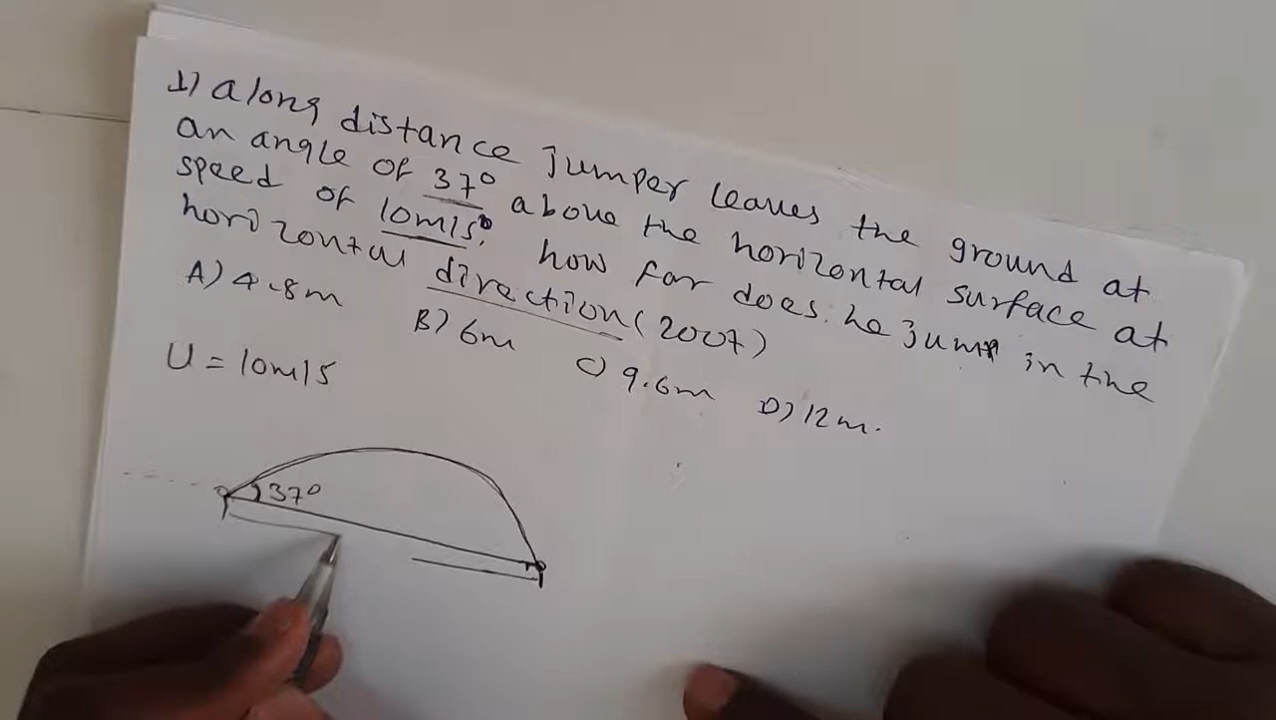 1) a long distance jumper leaves the ground at
an angle of 37° above the horizontal surface at
speed of 10m/s. how far does he jump in the
horizontal direction (2007)
A) 4.8m B) 6m C) 9.6m D) 12m.
U = 10m/s
37°